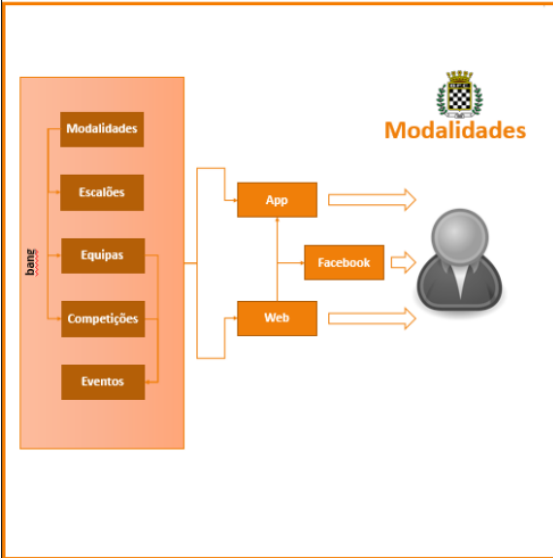 Modalidades
Modalidades
Escalões
App
Equipas
bang
Facebook
Competições
Web
Eventos